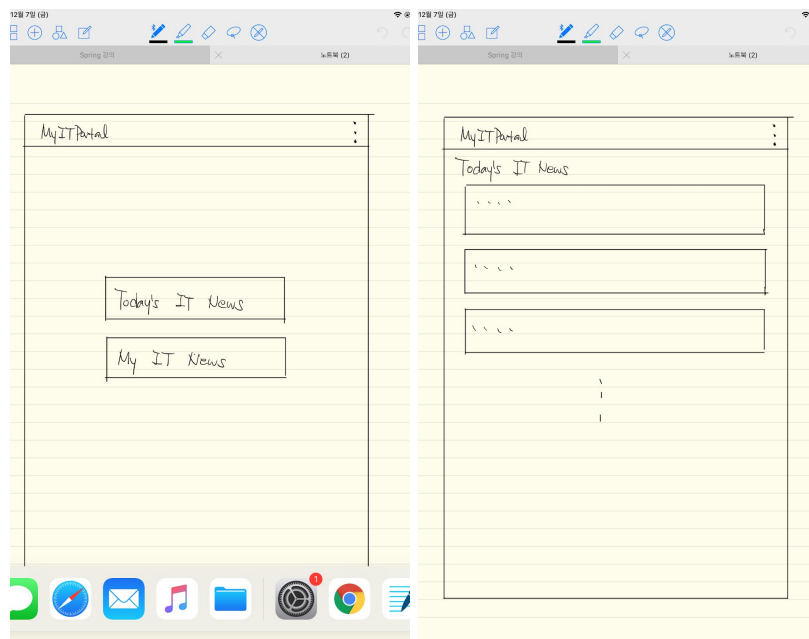 12월 7일 (금)
Spring 강의
노트북 (2)
MyITPortal
Today's IT News
My IT News
1
12월 7일 (금)
Spring 강의
노트북 (2)
MyITPortal
Today's IT News